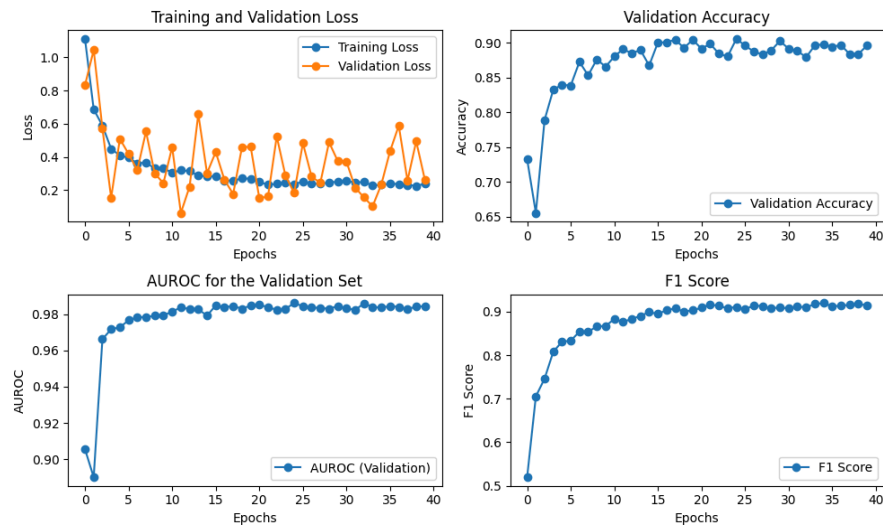 Training and Validation Loss
Training Loss
Validation Loss
Loss
1.0
0.8
0.6
0.4
0.2
0 5 10 15 20 25 30 35 40
Epochs
Validation Accuracy
Accuracy
0.90
0.85
0.80
0.75
0.70
0.65
Validation Accuracy
0 5 10 15 20 25 30 35 40
Epochs
AUROC for the Validation Set
AUROC
0.98
0.96
0.94
0.92
0.90
AUROC (Validation)
0 5 10 15 20 25 30 35 40
Epochs
F1 Score
F1 Score
0.9
0.8
0.7
0.6
0.5
F1 Score
0 5 10 15 20 25 30 35 40
Epochs